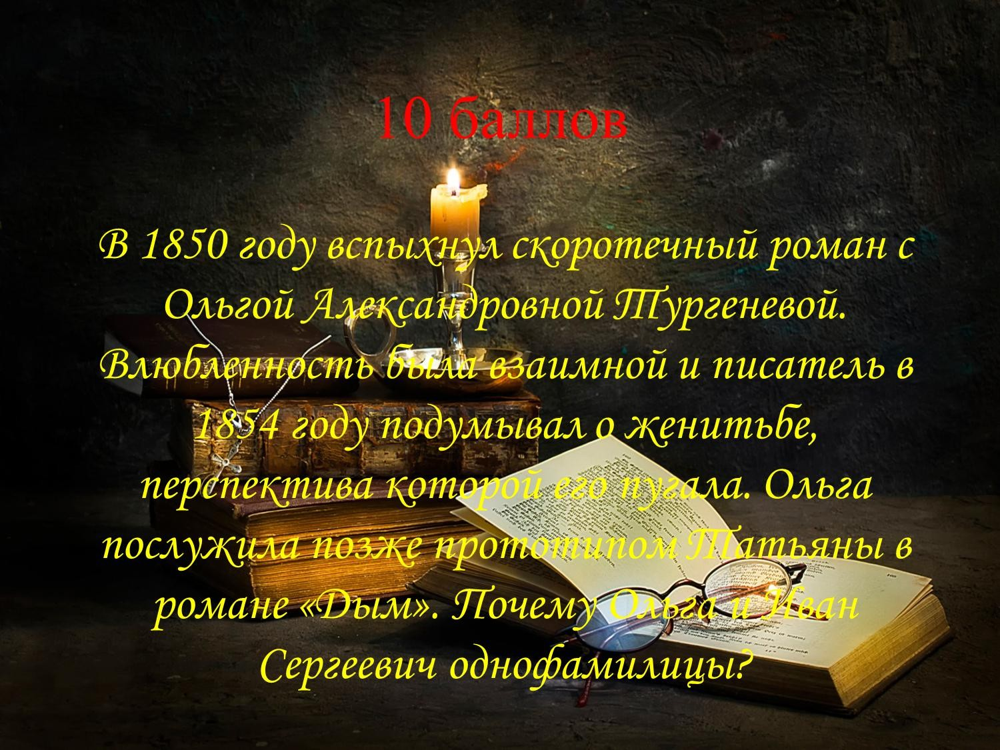 10 баллов
В 1850 году вспыхнул скоротечный роман с
Ольгой Александровной Тургеневой.
Влюбленность была взаимной и писатель в
1854 году подумывал о женитьбе,
перспектива которой его пугала. Ольга
послужила позже прототипом Татьяны в
романе «Дым». Почему Ольга и Иван
Сергеевич однофамилицы?